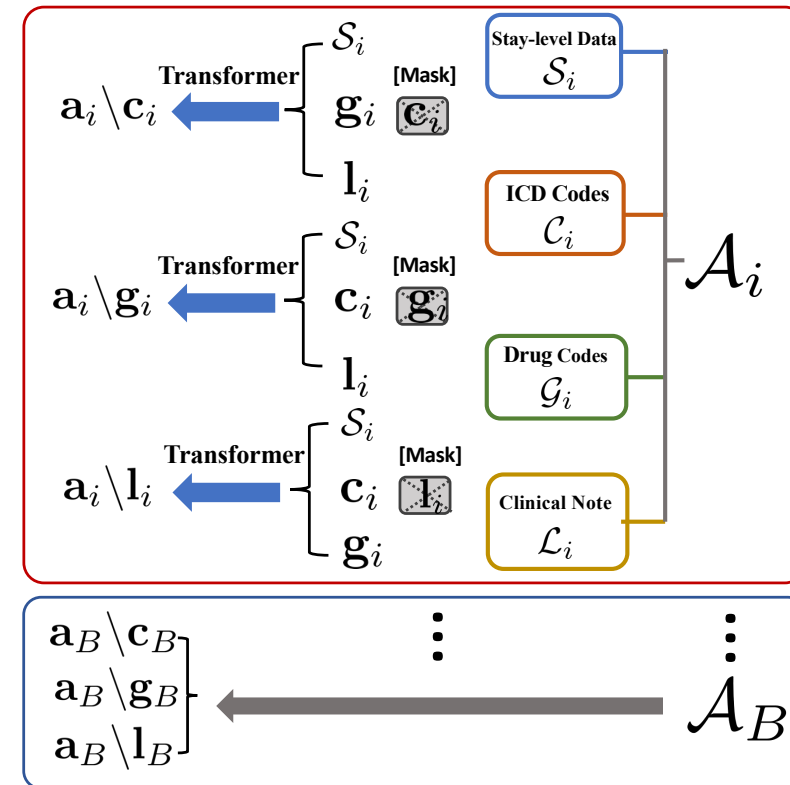 𝒮ᵢ
Transformer
[Mask]
𝐚ᵢ\𝐜ᵢ
𝐠ᵢ
𝐜ᵢ
𝐥ᵢ
𝒮ᵢ
Transformer
[Mask]
𝐚ᵢ\𝐠ᵢ
𝐜ᵢ
𝐠ᵢ
𝐥ᵢ
𝒮ᵢ
Transformer
[Mask]
𝐚ᵢ\𝐥ᵢ
𝐜ᵢ
𝐥ᵢ
𝐠ᵢ
Stay-level Data
𝒮ᵢ
ICD Codes
𝒞ᵢ
Drug Codes
𝒢ᵢ
Clinical Note
ℒᵢ
𝒜ᵢ
𝐚_B\𝐜_B
𝐚_B\𝐠_B
𝐚_B\𝐥_B
⋮
⋮
𝒜_B